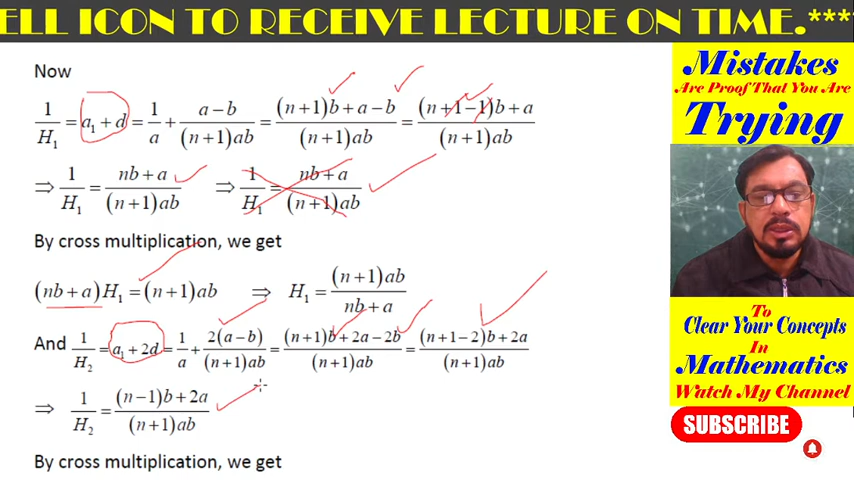 ELL ICON TO RECEIVE LECTURE ON TIME.****
Now
1/H₁ = a₁ + d = 1/a + (a − b)/((n + 1)ab) = ((n + 1)b + a − b)/((n + 1)ab) = ((n + 1 − 1)b + a)/((n + 1)ab)
⇒ 1/H₁ = (nb + a)/((n + 1)ab) ⇒ 1/H₁ = (nb + a)/((n + 1)ab)
By cross multiplication, we get
(nb + a)H₁ = (n + 1)ab ⇒ H₁ = ((n + 1)ab)/(nb + a)
And 1/H₂ = a₁ + 2d = 1/a + 2(a − b)/((n + 1)ab) = ((n + 1)b + 2a − 2b)/((n + 1)ab) = ((n + 1 − 2)b + 2a)/((n + 1)ab)
⇒ 1/H₂ = ((n − 1)b + 2a)/((n + 1)ab)
By cross multiplication, we get
Mistakes
Are Proof That You Are
Trying
To
Clear Your Concepts
In
Mathematics
Watch My Channel
SUBSCRIBE